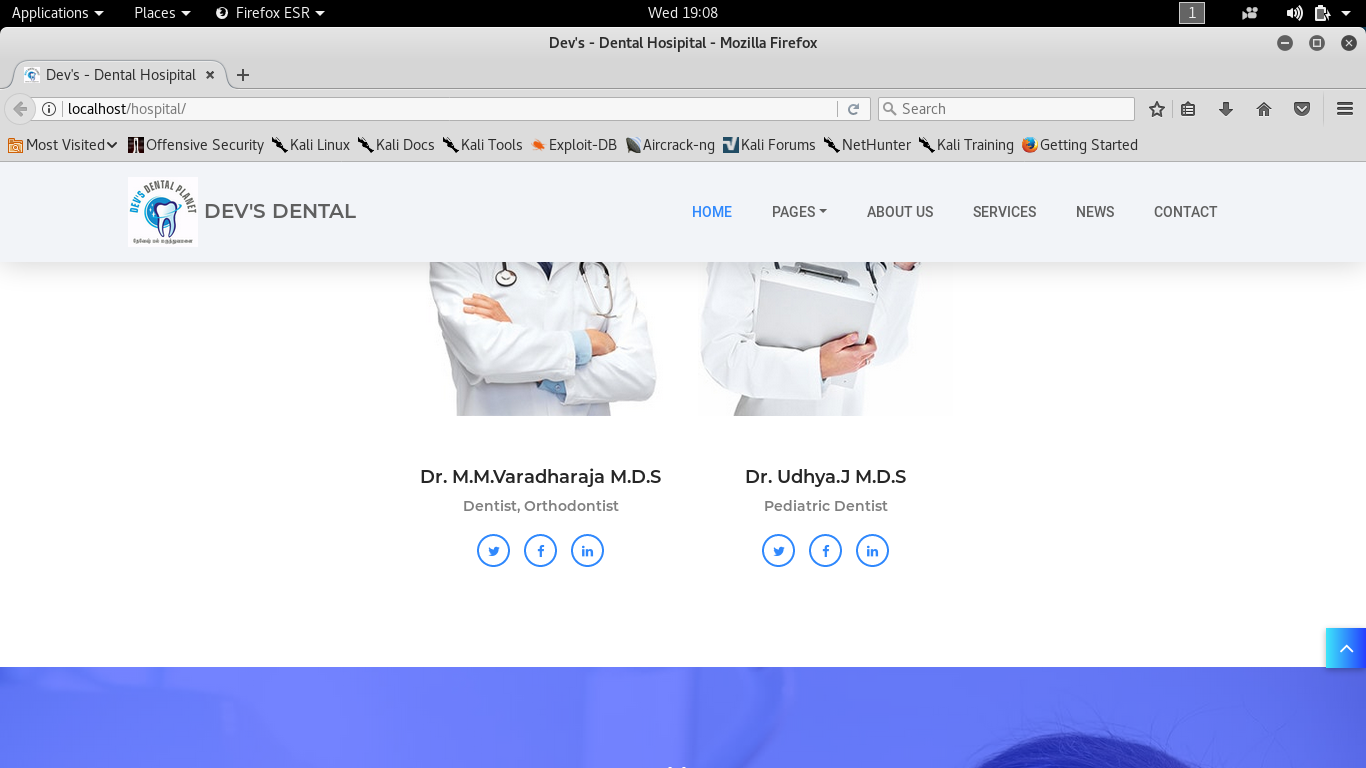 Applications Places Firefox ESR Wed 19:08 1
Dev's - Dental Hosipital - Mozilla Firefox
Dev's - Dental Hosipital
localhost/hospital/ Search
Most Visited Offensive Security Kali Linux Kali Docs Kali Tools Exploit-DB Aircrack-ng Kali Forums NetHunter Kali Training Getting Started
DEV'S DENTAL PLANET
DEV'S DENTAL HOME PAGES ABOUT US SERVICES NEWS CONTACT
Dr. M.M.Varadharaja M.D.S Dr. Udhya.J M.D.S
Dentist, Orthodontist Pediatric Dentist